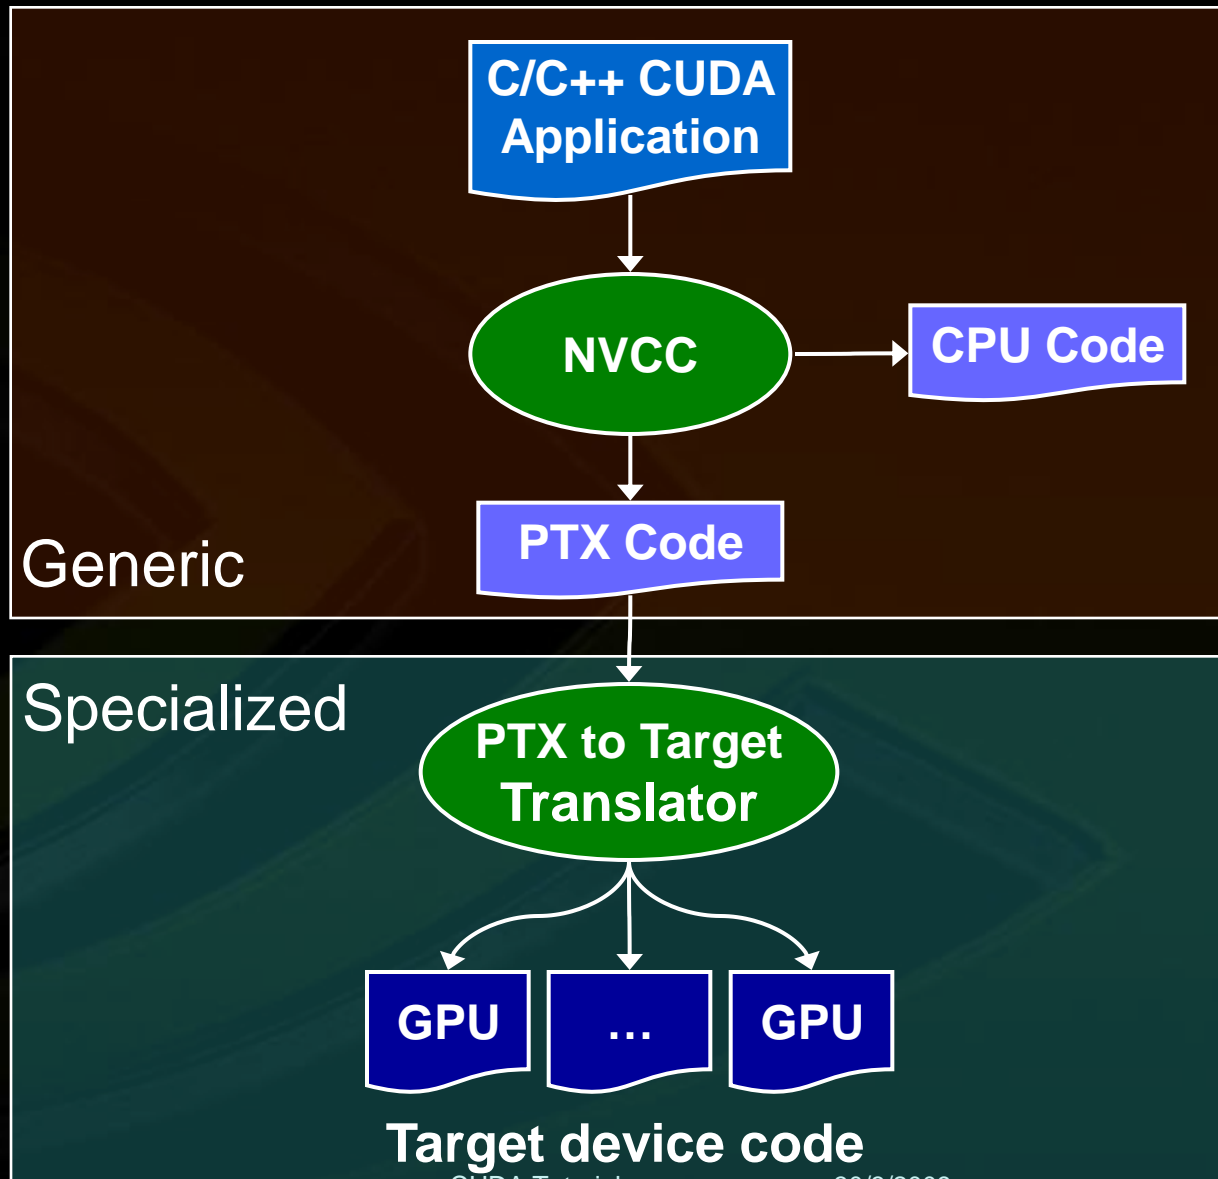 C/C++ CUDA
Application
NVCC
CPU Code
PTX Code
Generic
Specialized
PTX to Target
Translator
GPU
...
GPU
Target device code